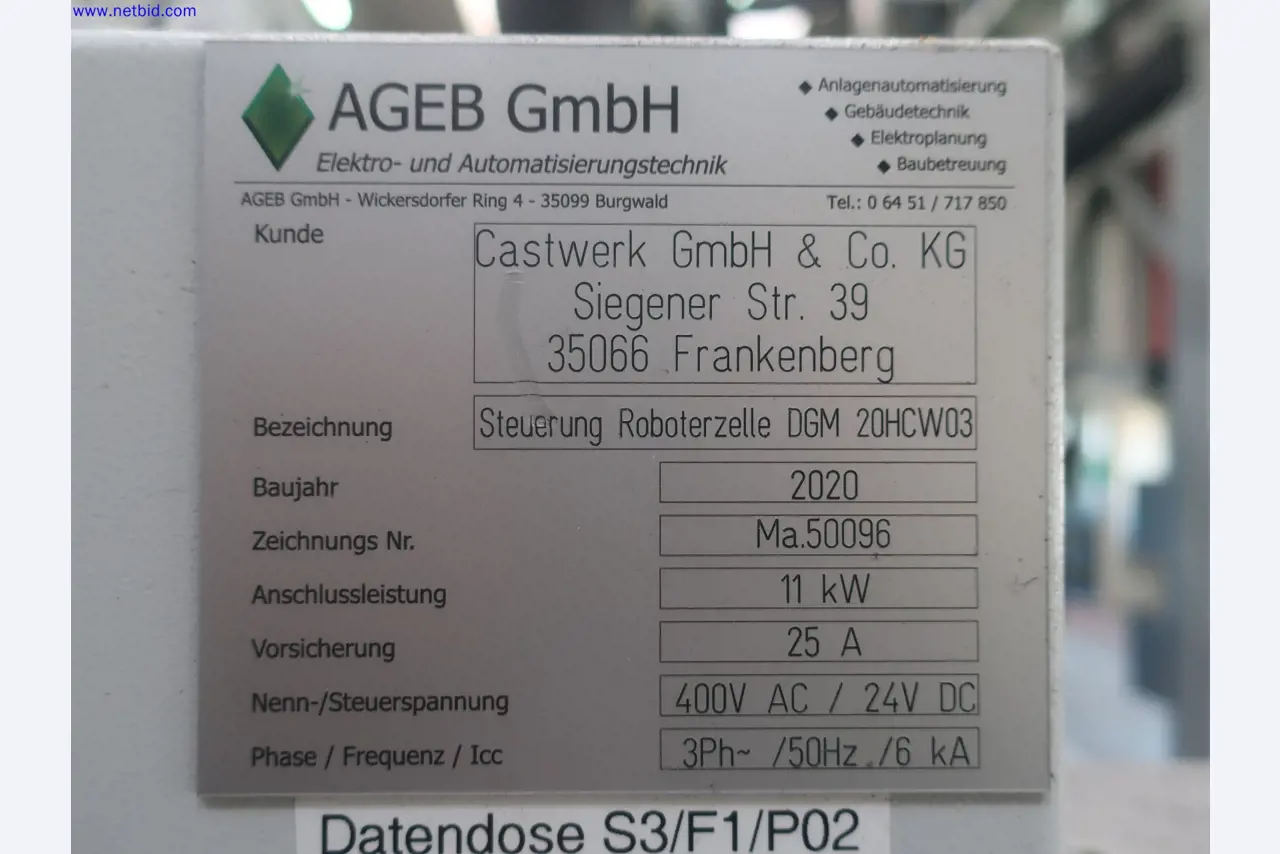 www.netbid.com
AGEB GmbH
Elektro- und Automatisierungstechnik
◆ Anlagenautomatisierung
◆ Gebäudetechnik
◆ Elektroplanung
◆ Baubetreuung
AGEB GmbH - Wickersdorfer Ring 4 - 35099 Burgwald Tel.: 0 64 51 / 717 850
Kunde Castwerk GmbH & Co. KG
Siegener Str. 39
35066 Frankenberg
Bezeichnung Steuerung Roboterzelle DGM 20HCW03
Baujahr 2020
Zeichnungs Nr. Ma.50096
Anschlussleistung 11 kW
Vorsicherung 25 A
Nenn-/Steuerspannung 400V AC / 24V DC
Phase / Frequenz / Icc 3Ph~ /50Hz /6 kA
Datendose S3/F1/P02